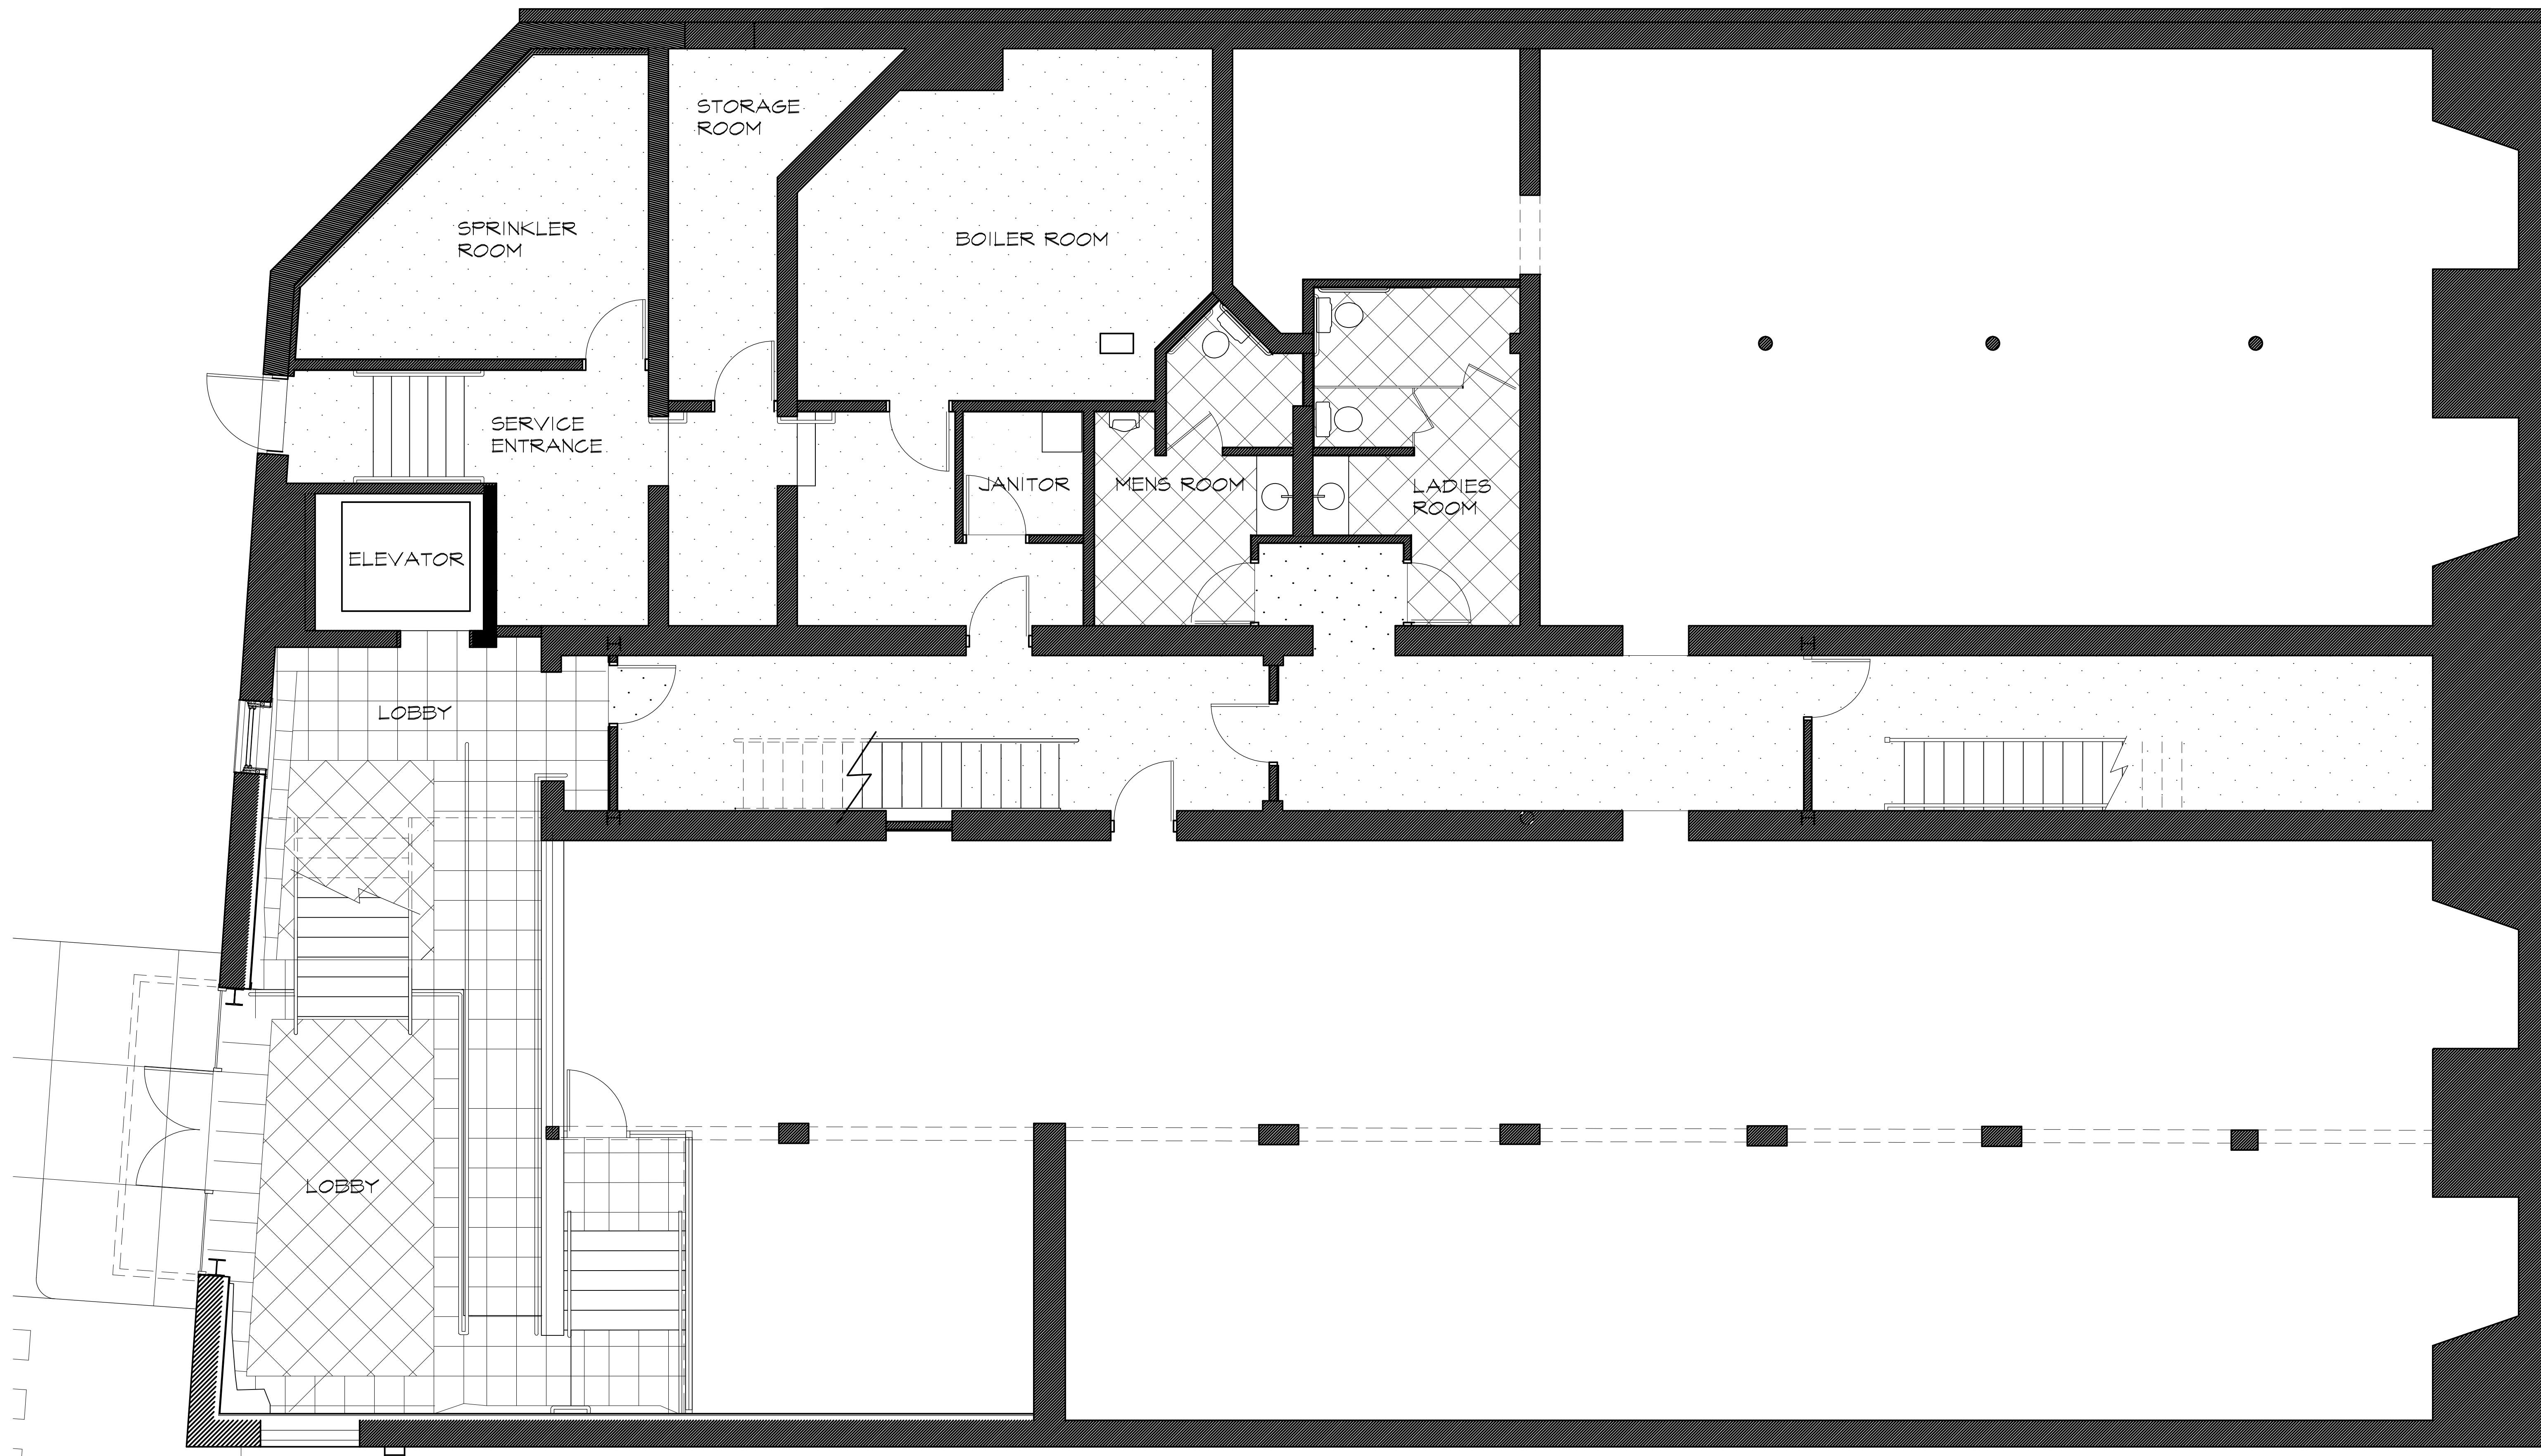 STORAGE
ROOM
SPRINKLER
ROOM
BOILER ROOM
SERVICE
ENTRANCE
JANITOR
MENS ROOM
LADIES
ROOM
ELEVATOR
LOBBY
LOBBY